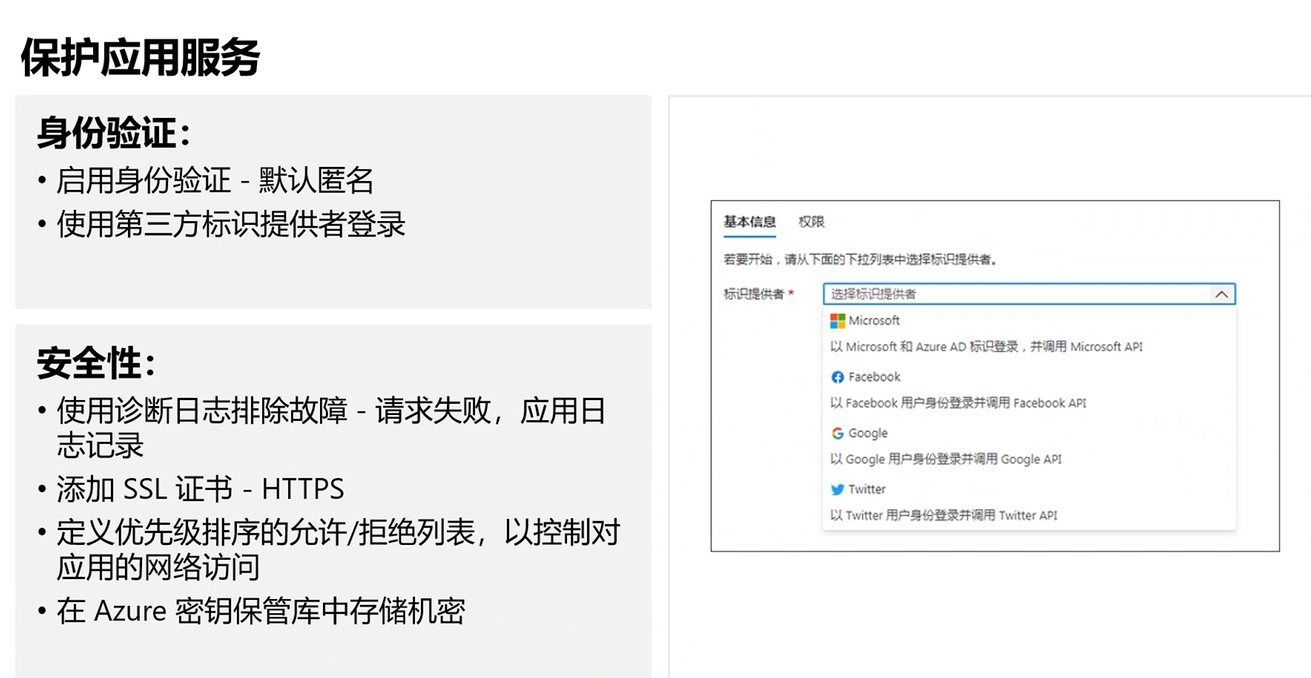 保护应用服务
身份验证：
• 启用身份验证 - 默认匿名
• 使用第三方标识提供者登录
安全性：
• 使用诊断日志排除故障 - 请求失败，应用日
志记录
• 添加 SSL 证书 - HTTPS
• 定义优先级排序的允许/拒绝列表，以控制对
应用的网络访问
• 在 Azure 密钥保管库中存储机密
基本信息 权限
若要开始，请从下面的下拉列表中选择标识提供者。
标识提供者 * 选择标识提供者
Microsoft
以 Microsoft 和 Azure AD 标识登录，并调用 Microsoft API
Facebook
以 Facebook 用户身份登录并调用 Facebook API
Google
以 Google 用户身份登录并调用 Google API
Twitter
以 Twitter 用户身份登录并调用 Twitter API